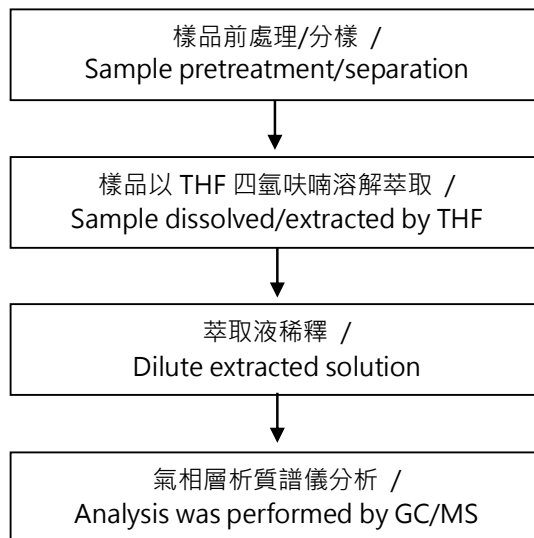 樣品前處理/分樣 /
Sample pretreatment/separation
樣品以 THF 四氫呋喃溶解萃取 /
Sample dissolved/extracted by THF
萃取液稀釋 /
Dilute extracted solution
氣相層析質譜儀分析 /
Analysis was performed by GC/MS